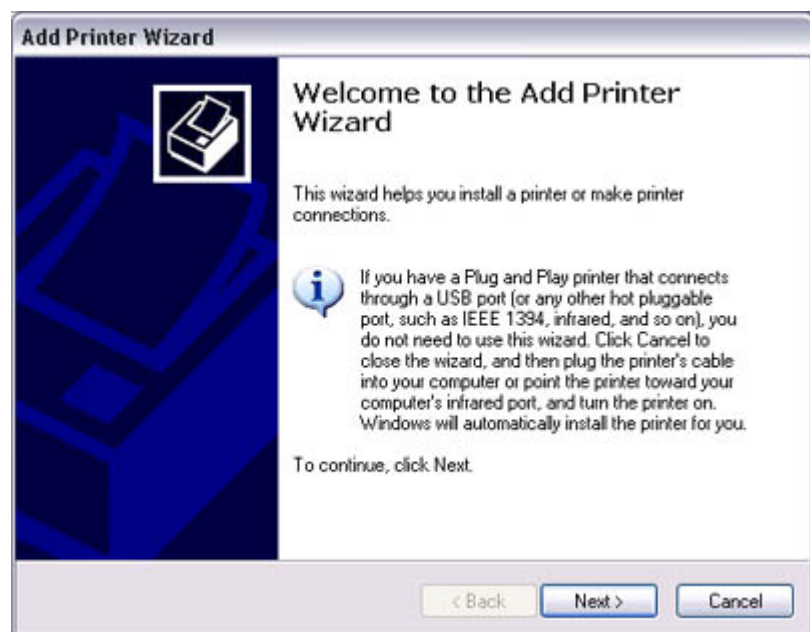 Add Printer Wizard
Welcome to the Add Printer
Wizard
This wizard helps you install a printer or make printer
connections.
If you have a Plug and Play printer that connects
through a USB port (or any other hot pluggable
port, such as IEEE 1394, infrared, and so on), you
do not need to use this wizard. Click Cancel to
close the wizard, and then plug the printer's cable
into your computer or point the printer toward your
computer's infrared port, and turn the printer on.
Windows will automatically install the printer for you.
To continue, click Next.
< Back Next > Cancel